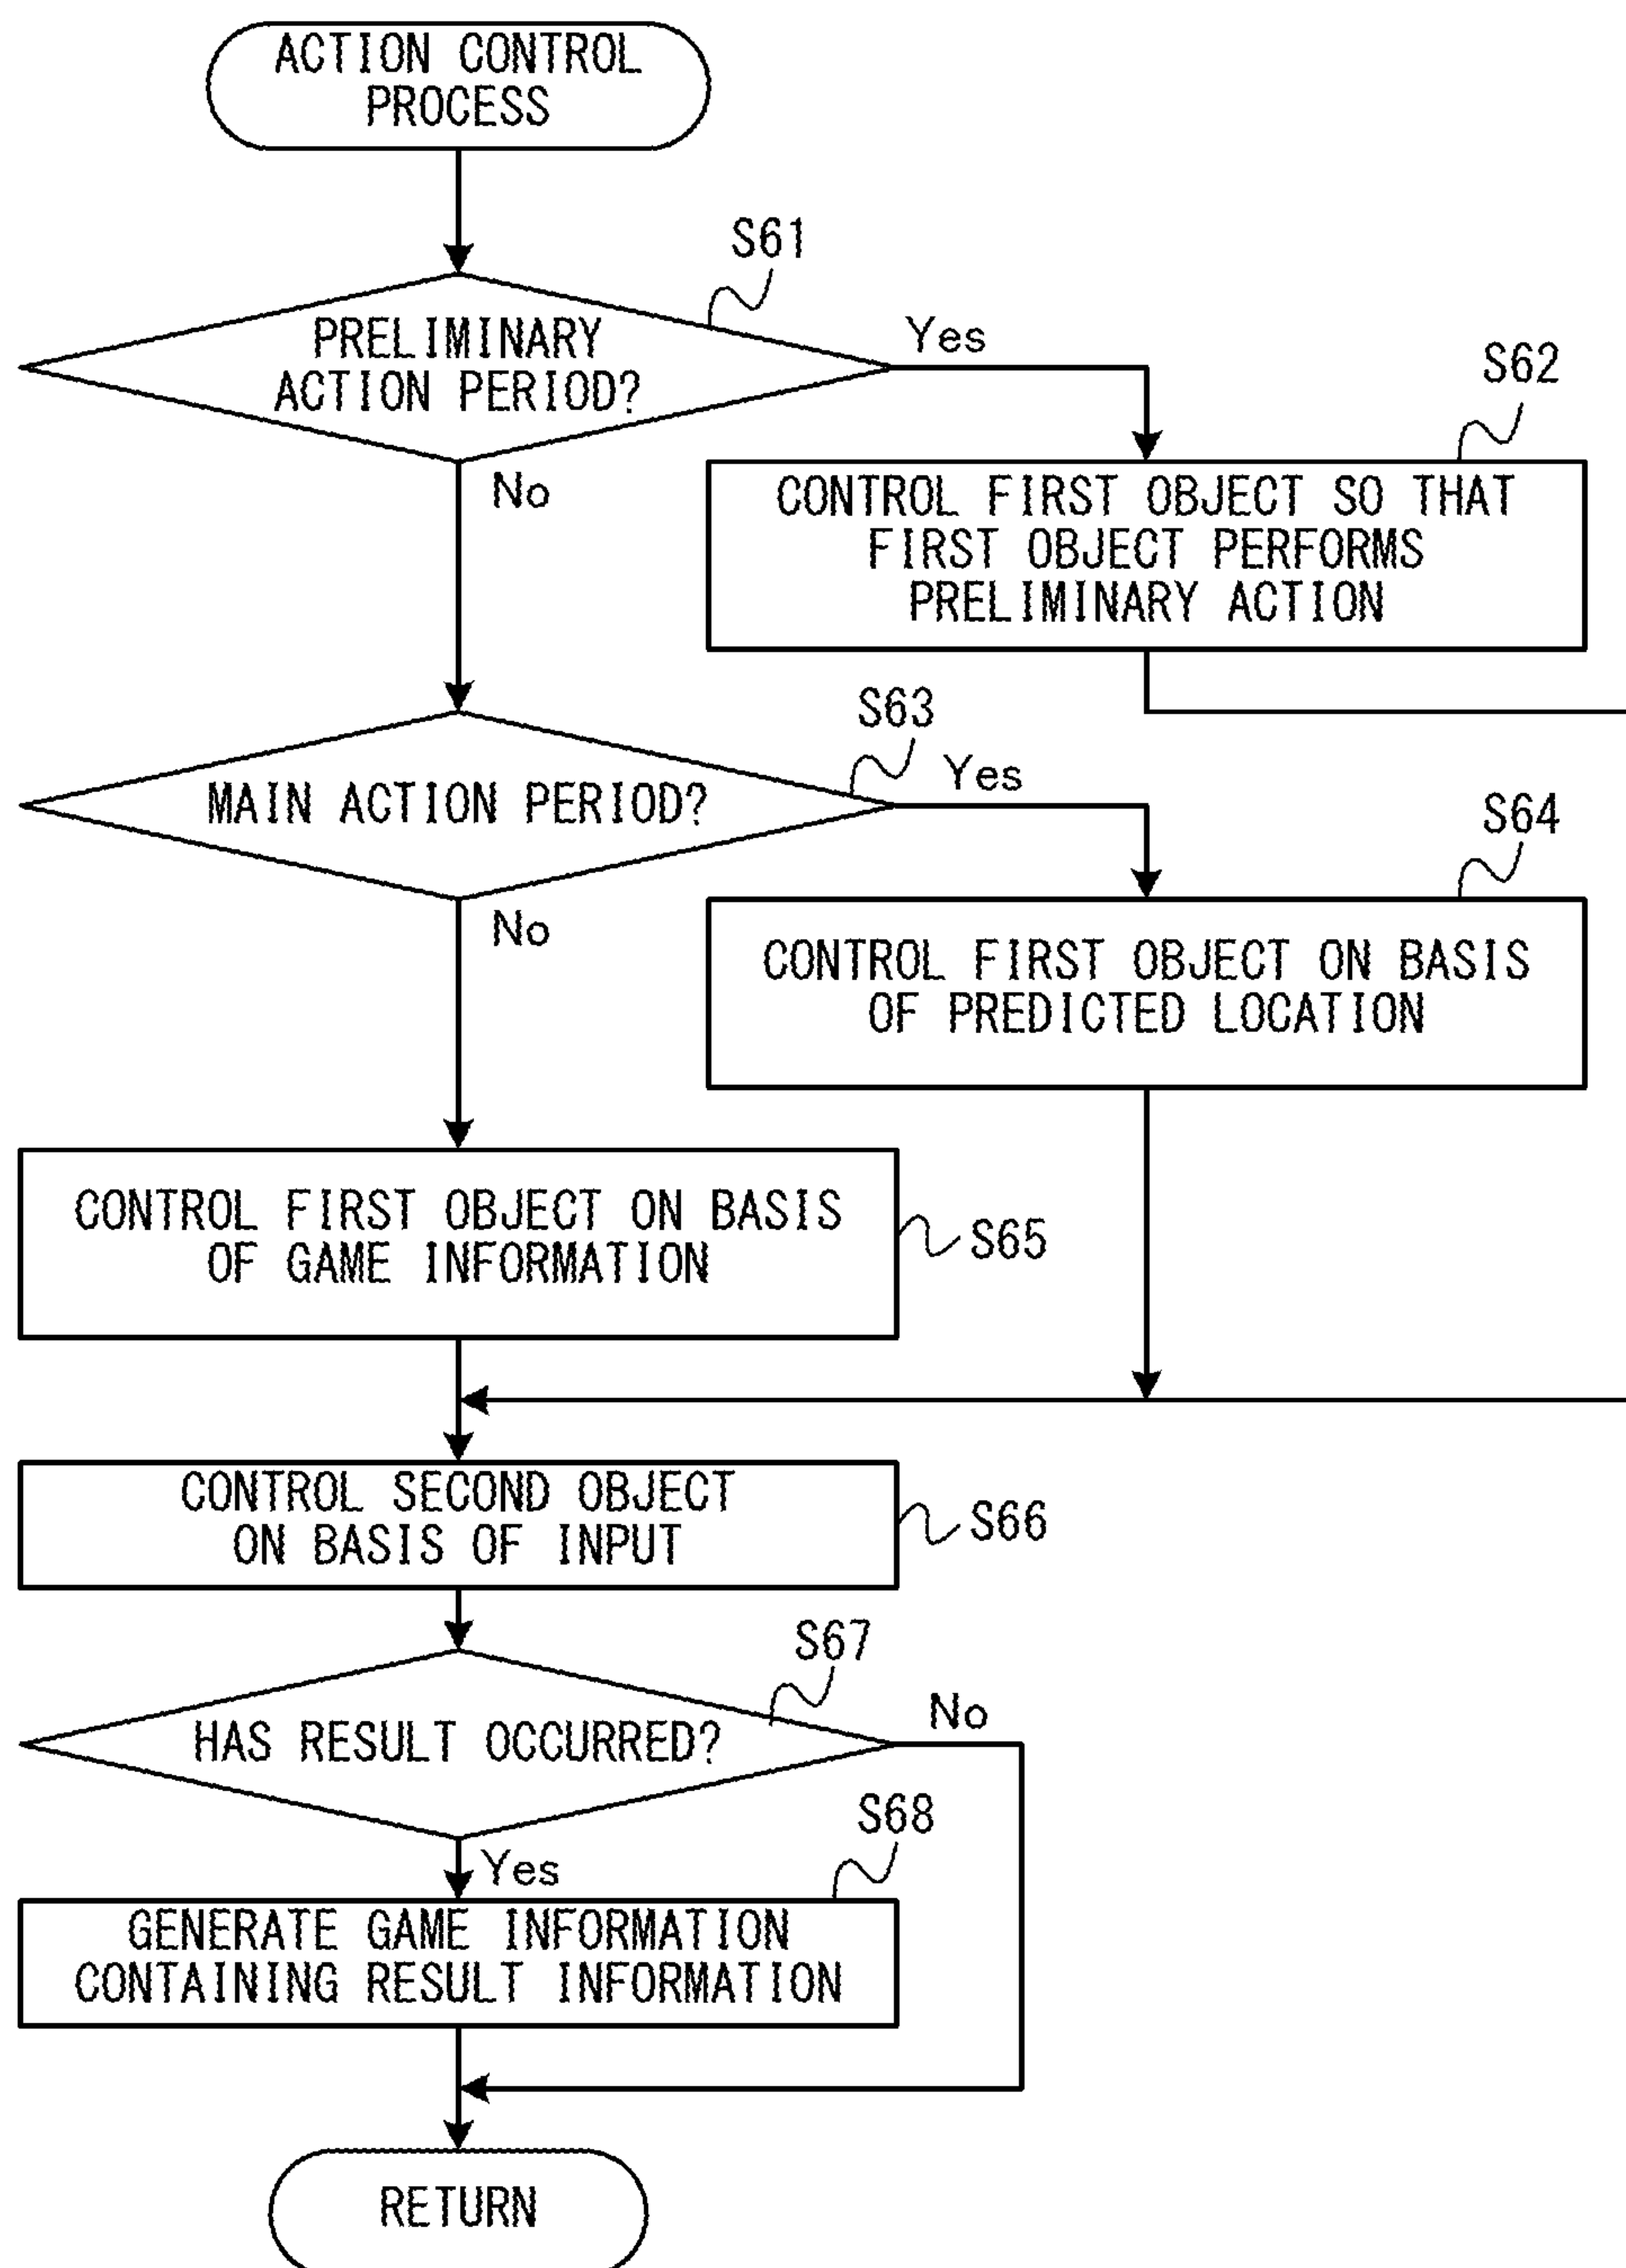 ACTION CONTROL
PROCESS
S61
PRELIMINARY
ACTION PERIOD?
Yes
No
S62
CONTROL FIRST OBJECT SO THAT
FIRST OBJECT PERFORMS
PRELIMINARY ACTION
S63
MAIN ACTION PERIOD?
Yes
No
S64
CONTROL FIRST OBJECT ON BASIS
OF PREDICTED LOCATION
CONTROL FIRST OBJECT ON BASIS
OF GAME INFORMATION
S65
CONTROL SECOND OBJECT
ON BASIS OF INPUT
S66
S67
HAS RESULT OCCURRED?
No
Yes
S68
GENERATE GAME INFORMATION
CONTAINING RESULT INFORMATION
RETURN